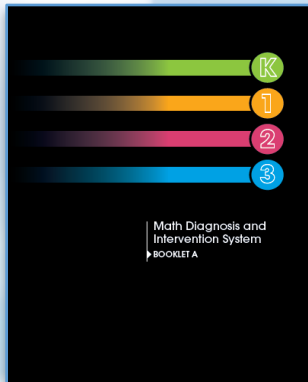 K
1
2
3
Math Diagnosis and
Intervention System
BOOKLET A